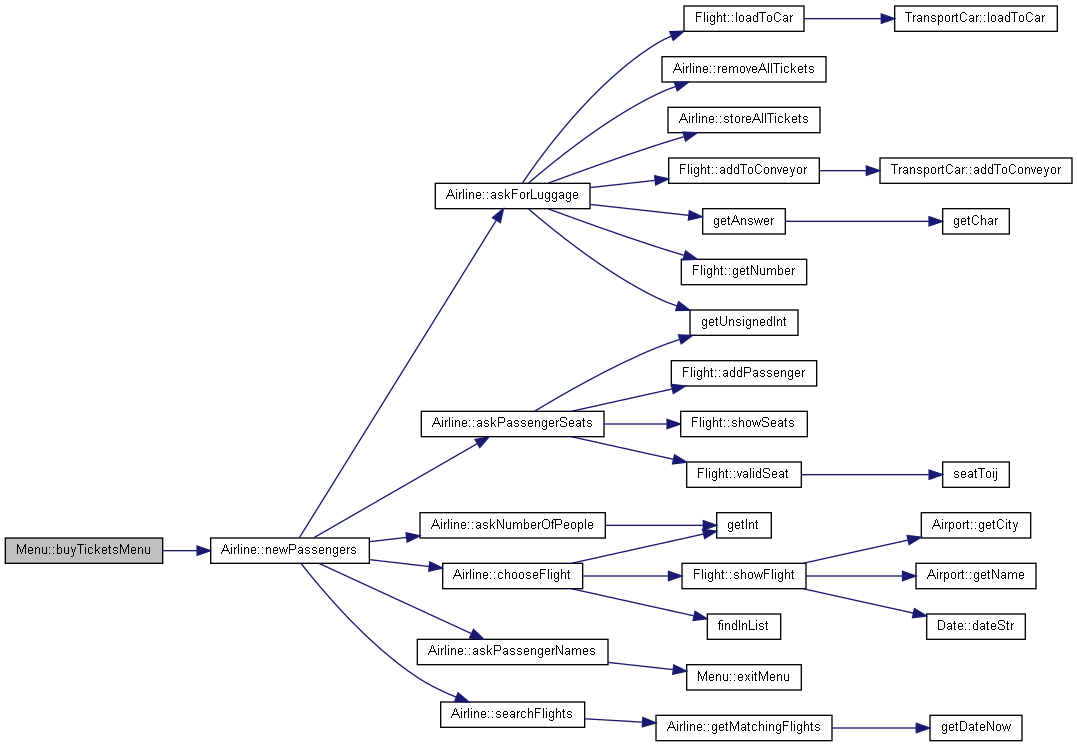 Flight::loadToCar
TransportCar::loadToCar
Airline::removeAllTickets
Airline::storeAllTickets
Flight::addToConveyor
TransportCar::addToConveyor
Airline::askForLuggage
getAnswer
getChar
Flight::getNumber
getUnsignedInt
Flight::addPassenger
Airline::askPassengerSeats
Flight::showSeats
Flight::validSeat
seatToij
Airline::askNumberOfPeople
getInt
Airport::getCity
Menu::buyTicketsMenu
Airline::newPassengers
Airline::chooseFlight
Flight::showFlight
Airport::getName
findInList
Date::dateStr
Airline::askPassengerNames
Menu::exitMenu
Airline::searchFlights
Airline::getMatchingFlights
getDateNow